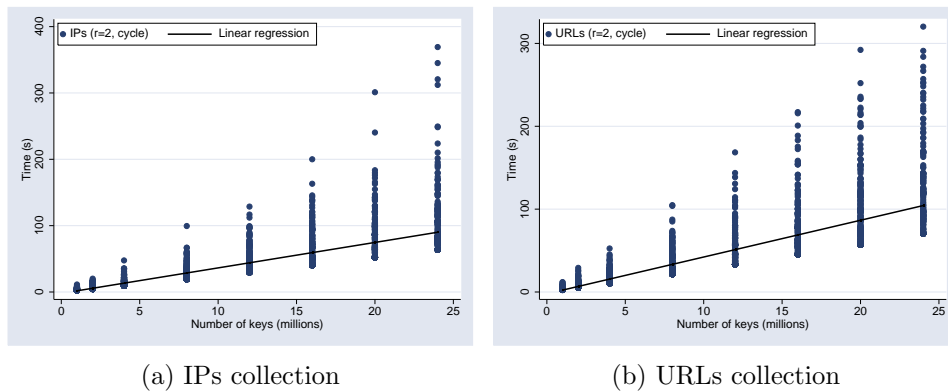 IPs (r=2, cycle) Linear regression
Time (s)
0 100 200 300 400
0 5 10 15 20 25
Number of keys (millions)
(a) IPs collection
URLs (r=2, cycle) Linear regression
Time (s)
0 100 200 300
0 5 10 15 20 25
Number of keys (millions)
(b) URLs collection